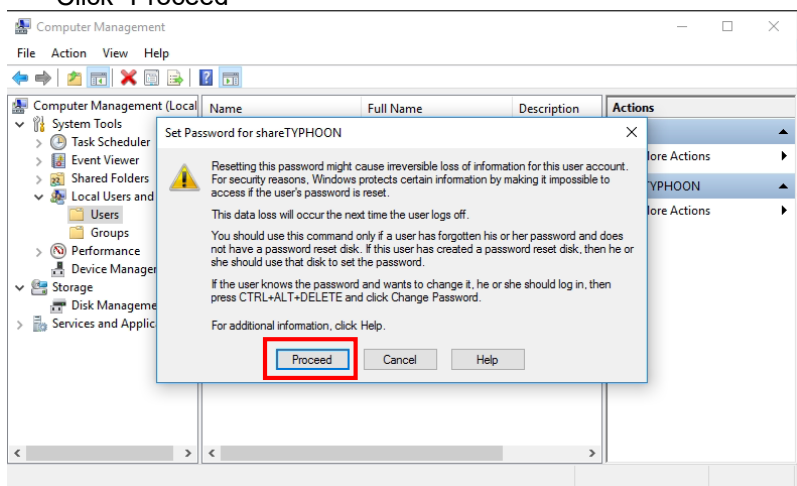 Click "Proceed"
Computer Management
File Action View Help
Computer Management (Local
System Tools
Task Scheduler
Event Viewer
Shared Folders
Local Users and
Users
Groups
Performance
Device Manager
Storage
Disk Manageme
Services and Applic
Name Full Name Description
Actions
lore Actions
YPHOON
lore Actions
Set Password for shareTYPHOON
Resetting this password might cause irreversible loss of information for this user account.
For security reasons, Windows protects certain information by making it impossible to
access if the user's password is reset.
This data loss will occur the next time the user logs off.
You should use this command only if a user has forgotten his or her password and does
not have a password reset disk. If this user has created a password reset disk, then he or
she should use that disk to set the password.
If the user knows the password and wants to change it, he or she should log in, then
press CTRL+ALT+DELETE and click Change Password.
For additional information, click Help.
Proceed Cancel Help